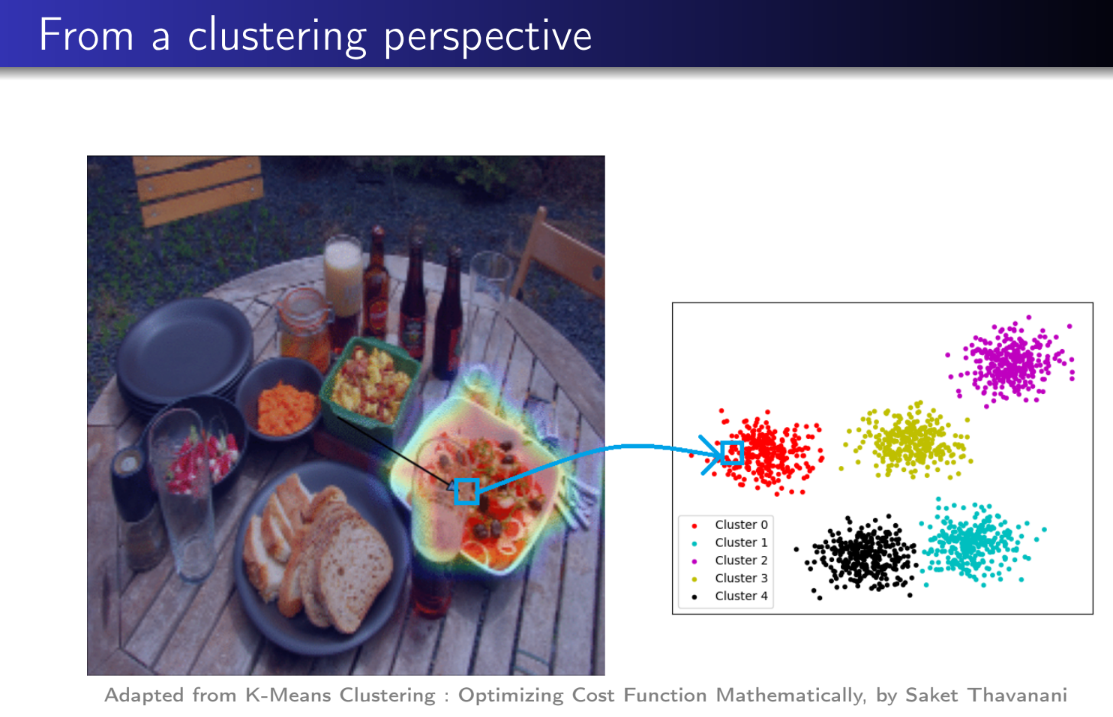 From a clustering perspective
Cluster 0
Cluster 1
Cluster 2
Cluster 3
Cluster 4
Adapted from K-Means Clustering : Optimizing Cost Function Mathematically, by Saket Thavanani